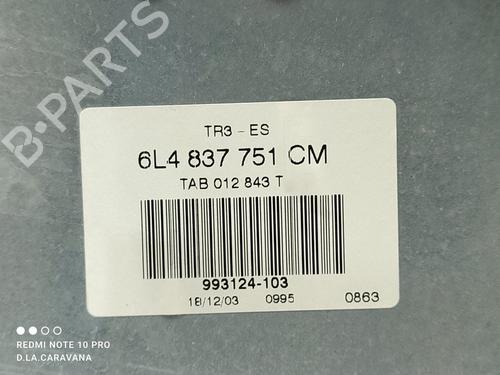 B-PARTS
TR3 - ES
6L4 837 751 CM
TAB 012 843 T
993124-103
18/12/03 0995 0863
REDMI NOTE 10 PRO
D.LA.CARAVANA